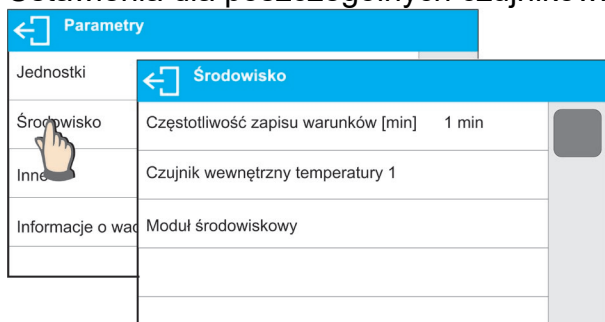 Ustawienia dla poszczególnych czujników
Parametry
Jednostki
Środowisko
Inne
Informacje o wad
Środowisko
Częstotliwość zapisu warunków [min] 1 min
Czujnik wewnętrzny temperatury 1
Moduł środowiskowy